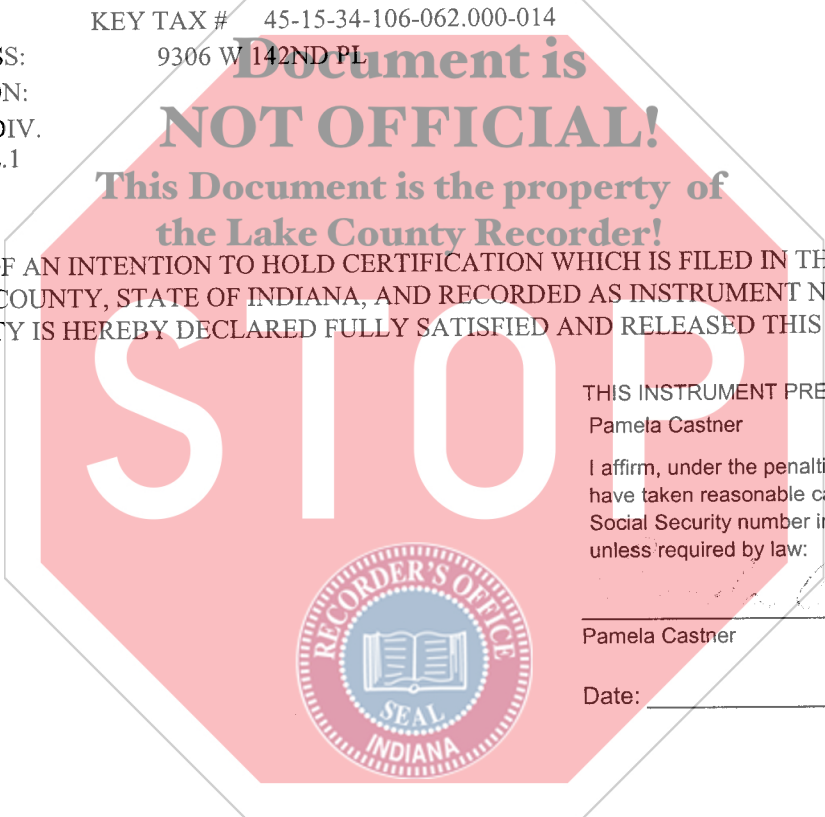 KEY TAX # 45-15-34-106-062.000-014
SS: 9306 W 142ND PL
N:
DIV.
.1
Document is
NOT OFFICIAL!
This Document is the property of
the Lake County Recorder!
F AN INTENTION TO HOLD CERTIFICATION WHICH IS FILED IN TH
COUNTY, STATE OF INDIANA, AND RECORDED AS INSTRUMENT N
TY IS HEREBY DECLARED FULLY SATISFIED AND RELEASED THIS
STOP
THIS INSTRUMENT PRE
Pamela Castner
I affirm, under the penalti
have taken reasonable ca
Social Security number in
unless required by law:
Pamela Castner
Date:
RECORDER'S OFFICE
SEAL
INDIANA